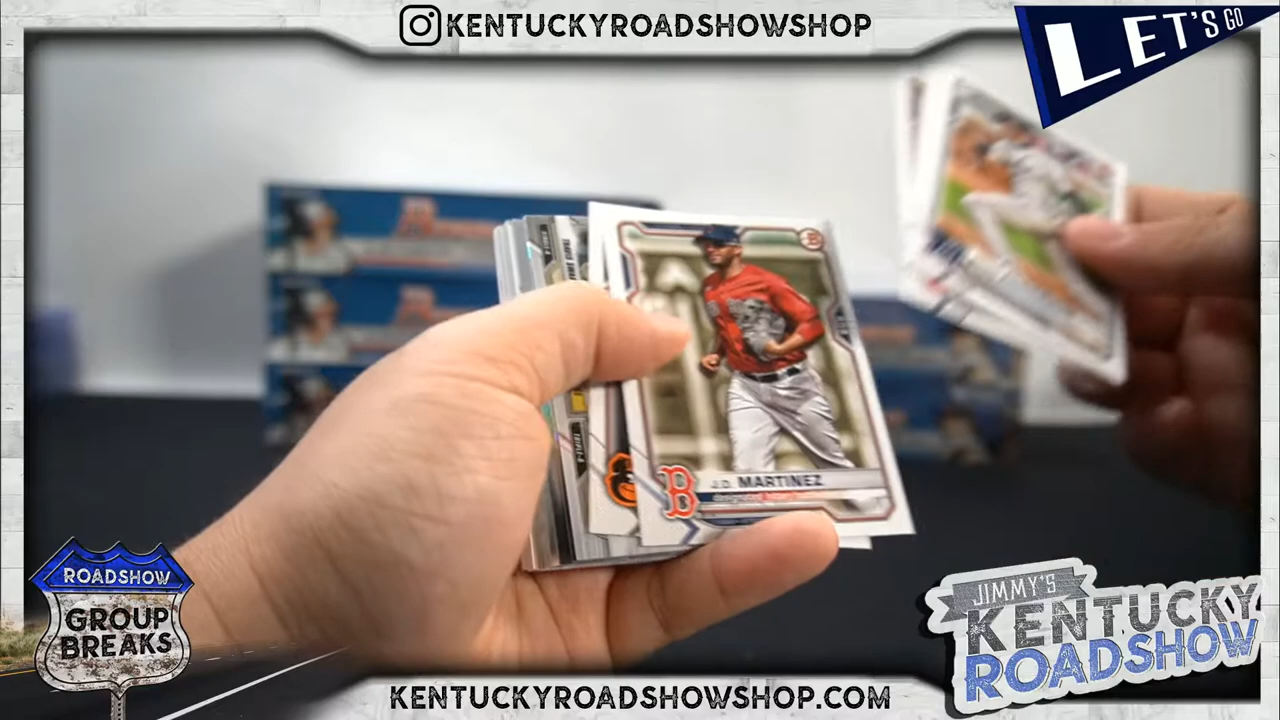 KENTUCKYROADSHOWSHOP
LET'S GO
J.D. MARTINEZ
B
ROADSHOW
GROUP
BREAKS
JIMMY'S
KENTUCKY
ROADSHOW
KENTUCKYROADSHOWSHOP.COM